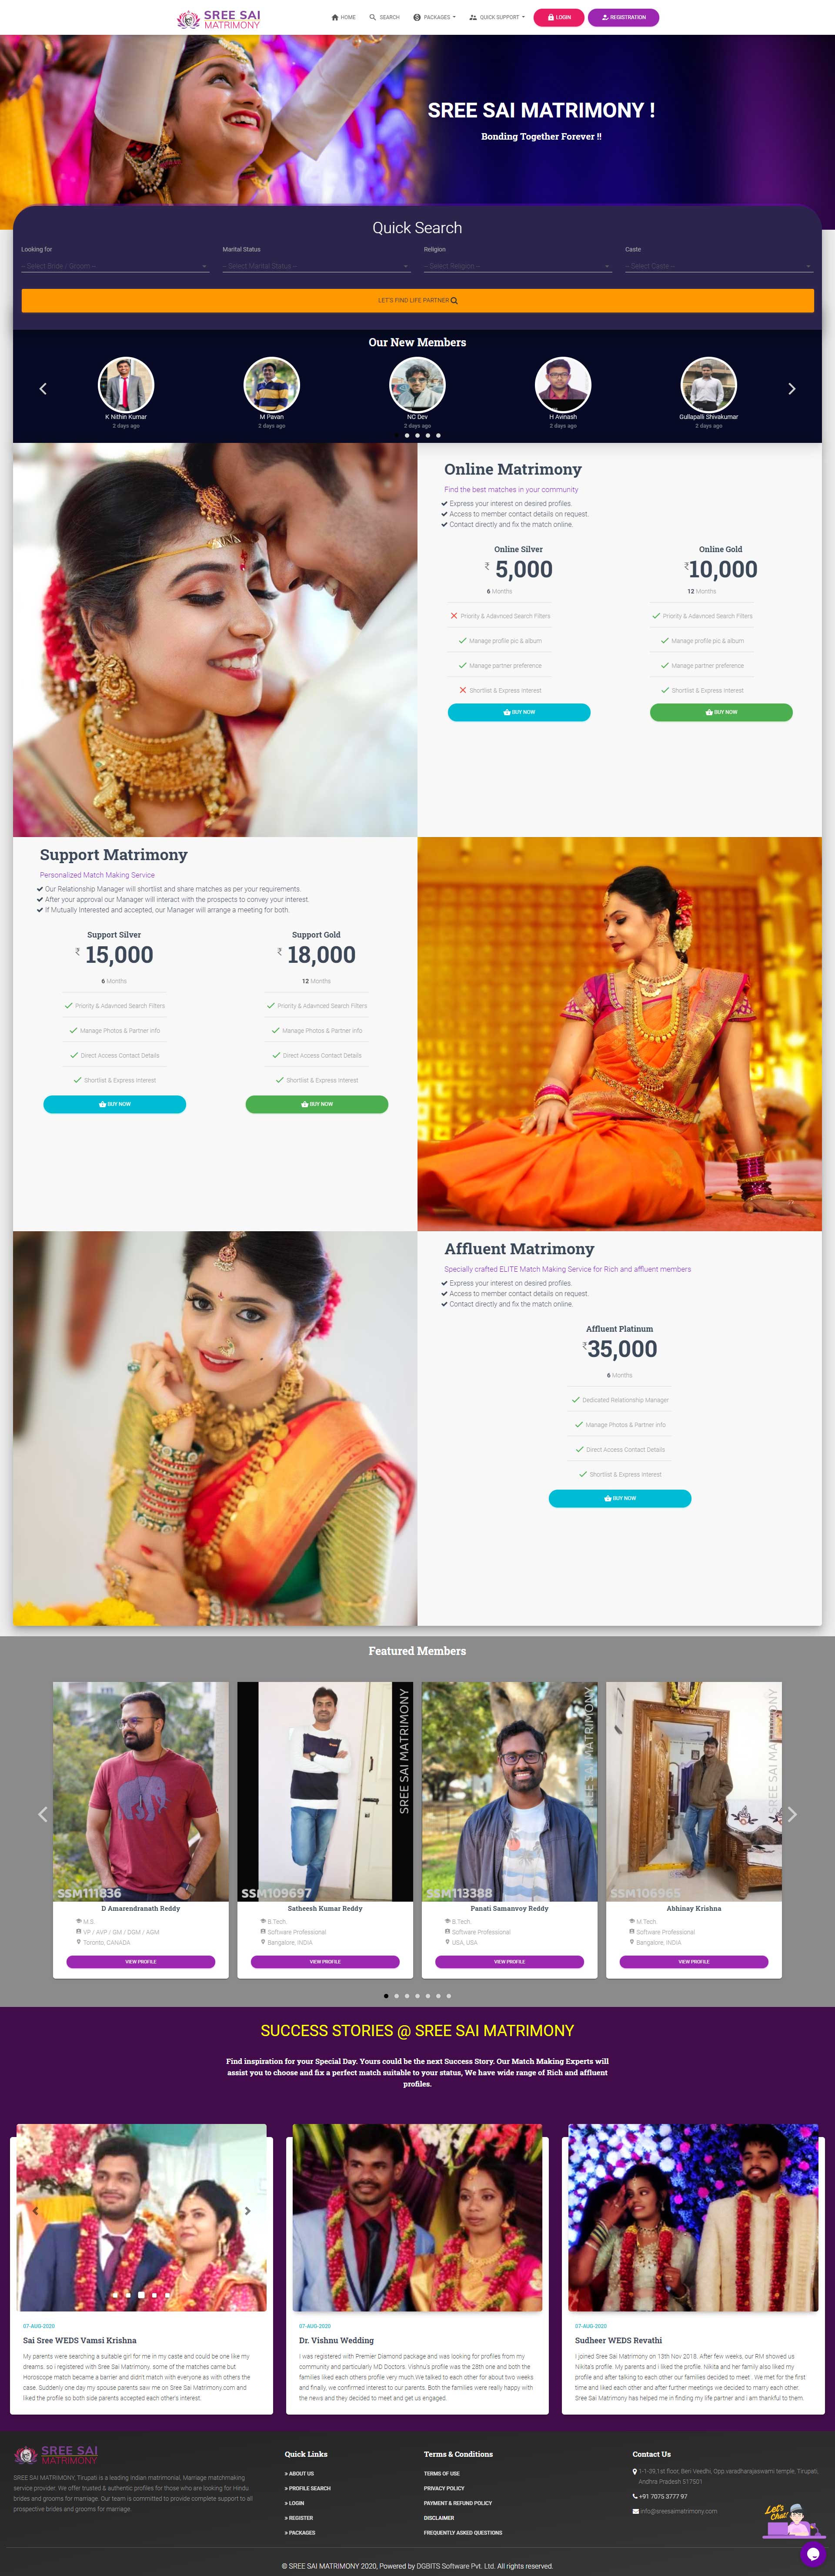 SREE SAI
MATRIMONY
HOME
SEARCH
PACKAGES
QUICK SUPPORT
LOGIN
REGISTRATION
SREE SAI MATRIMONY !
Bonding Together Forever !!
Quick Search
Looking for
Marital Status
Religion
Caste
-- Select Bride / Groom --
-- Select Marital Status --
-- Select Religion --
-- Select Caste --
LET'S FIND LIFE PARTNER
Our New Members
K Nithin Kumar
2 days ago
M Pavan
2 days ago
NC Dev
2 days ago
H Avinash
2 days ago
Gullapalli Shivakumar
2 days ago
Online Matrimony
Find the best matches in your community
Express your interest on desired profiles.
Access to member contact details on request.
Contact directly and fix the match online.
Online Silver
₹ 5,000
6 Months
Priority & Adavnced Search Filters
Manage profile pic & album
Manage partner preference
Shortlist & Express Interest
BUY NOW
Online Gold
₹10,000
12 Months
Priority & Adavnced Search Filters
Manage profile pic & album
Manage partner preference
Shortlist & Express Interest
BUY NOW
Support Matrimony
Personalized Match Making Service
Our Relationship Manager will shortlist and share matches as per your requirements.
After your approval our Manager will interact with the prospects to convey your interest.
If Mutually Interested and accepted, our Manager will arrange a meeting for both.
Support Silver
₹ 15,000
6 Months
Priority & Adavnced Search Filters
Manage Photos & Partner info
Direct Access Contact Details
Shortlist & Express Interest
BUY NOW
Support Gold
₹ 18,000
12 Months
Priority & Adavnced Search Filters
Manage Photos & Partner info
Direct Access Contact Details
Shortlist & Express Interest
BUY NOW
Affluent Matrimony
Specially crafted ELITE Match Making Service for Rich and affluent members
Express your interest on desired profiles.
Access to member contact details on request.
Contact directly and fix the match online.
Affluent Platinum
₹35,000
6 Months
Dedicated Relationship Manager
Manage Photos & Partner Info
Direct Access Contact Details
Shortlist & Express Interest
BUY NOW
Featured Members
SSM111836
D Amarendranath Reddy
M.S.
VP / AVP / GM / DGM / AGM
Toronto, CANADA
VIEW PROFILE
SREE SAI MATRIMONY
SSM109697
Satheesh Kumar Reddy
B.Tech.
Software Professional
Bangalore, INDIA
VIEW PROFILE
SREE SAI MATRIMONY
SSM113388
Panati Samanvoy Reddy
B.Tech.
Software Professional
USA, USA
VIEW PROFILE
SREE SAI MATRIMONY
SSM106965
Abhinay Krishna
M.Tech.
Software Professional
Bangalore, INDIA
VIEW PROFILE
SUCCESS STORIES @ SREE SAI MATRIMONY
Find inspiration for your Special Day. Yours could be the next Success Story. Our Match Making Experts will
assist you to choose and fix a perfect match suitable to your status, We have wide range of Rich and affluent
profiles.
07-AUG-2020
Sai Sree WEDS Vamsi Krishna
My parents were searching a suitable girl for me in my caste and could be one like my
dreams. so i registered with Sree Sai Matrimony, some of the matches came but
Horoscope match became a barrier and didn't match with everyone as with others the
case. Suddenly one day my spouse parents saw me on Sree Sai Matrimony.com and
liked the profile so both side parents accepted each other's interest.
07-AUG-2020
Dr. Vishnu Wedding
I was registered with Premier Diamond package and was looking for profiles from my
community and particularly MD Doctors. Vishnu's profile was the 28th one and both the
families liked each others profile very much.We talked to each other for about two weeks
and finally, we confirmed interest to our parents. Both the families were really happy with
the news and they decided to meet and get us engaged.
07-AUG-2020
Sudheer WEDS Revathi
I joined Sree Sai Matrimony on 13th Nov 2018. After few weeks, our RM showed us
Nikita's profile. My parents and I liked the profile, Nikita and her family also liked my
profile and after talking to each other our families decided to meet.. We met for the first
time and liked each other and after further meetings we decided to marry each other.
Sree Sai Matrimony has helped me in finding my life partner and i am thankful to them.
SREE SAI
MATRIMONY
SREE SAI MATRIMONY, Tirupati is a leading Indian matrimonial, Marriage matchmaking
service provider. We offer trusted & authentic profiles for those who are looking for Hindu
brides and grooms for marriage. Our team is committed to provide complete support to all
prospective brides and grooms for marriage.
Quick Links
» ABOUT US
» PROFILE SEARCH
» LOGIN
» REGISTER
» PACKAGES
Terms & Conditions
TERMS OF USE
PRIVACY POLICY
PAYMENT & REFUND POLICY
DISCLAIMER
FREQUENTLY ASKED QUESTIONS
Contact Us
1-1-39,1st floor, Beri Veedhi, Opp.varadharajaswami temple, Tirupati,
Andhra Pradesh 517501
+91 7075 3777 97
info@sreesaimatrimony.com
Let's
Chat!
© SREE SAI MATRIMONY 2020, Powered by DGBITS Software Pvt. Ltd. All rights reserved.